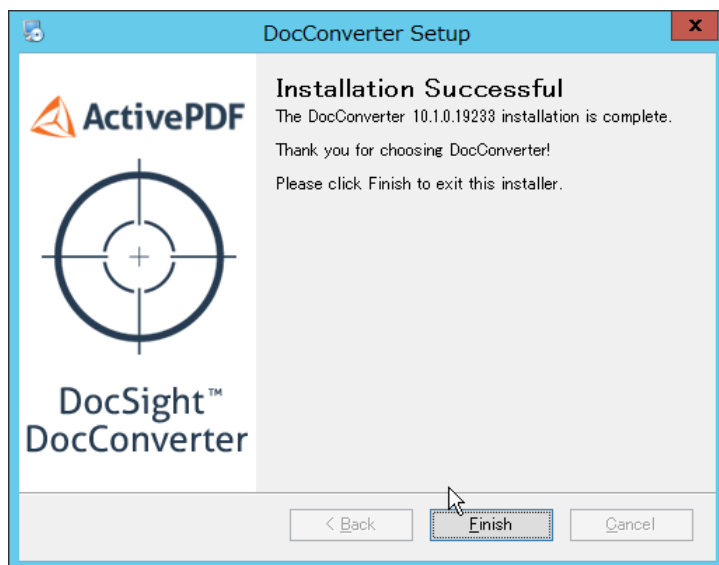 DocConverter Setup
x
ActivePDF
DocSight™
DocConverter
Installation Successful
The DocConverter 10.1.0.19233 installation is complete.
Thank you for choosing DocConverter!
Please click Finish to exit this installer.
< Back
Finish
Cancel